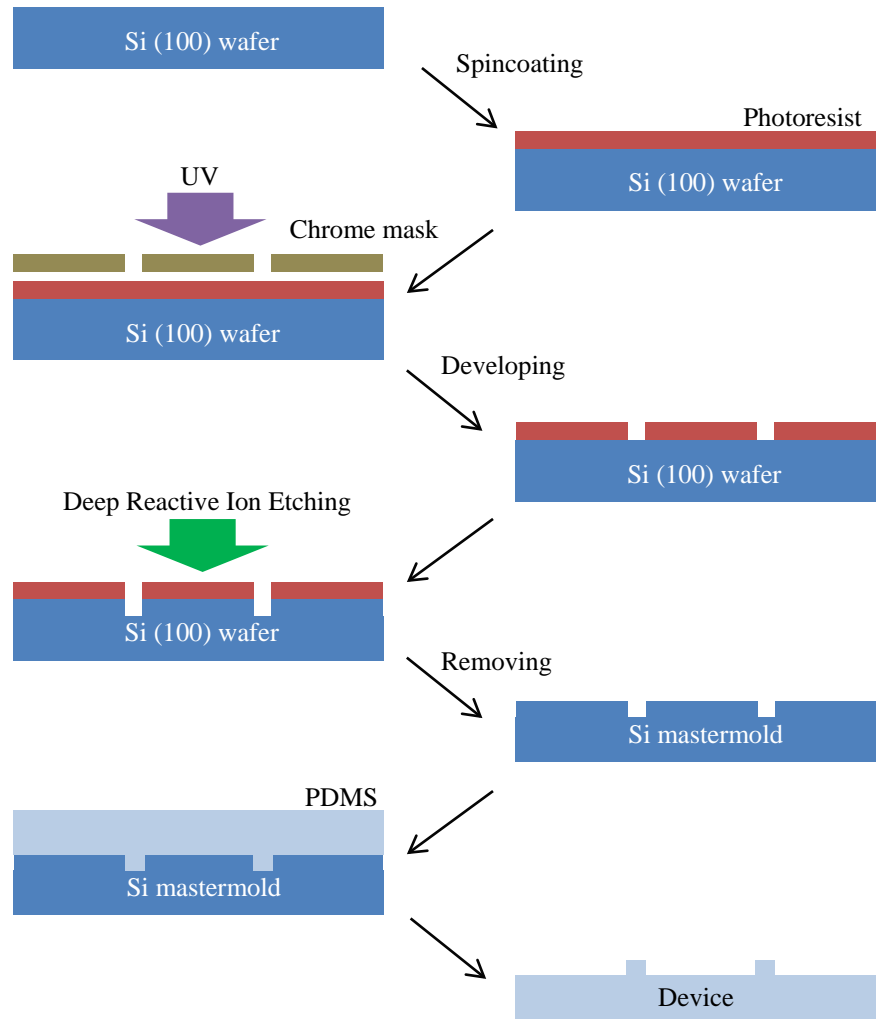 Si (100) wafer
Spincoating
Photoresist
Si (100) wafer
UV
Chrome mask
Si (100) wafer
Developing
Si (100) wafer
Deep Reactive Ion Etching
Si (100) wafer
Removing
Si mastermold
PDMS
Si mastermold
Device